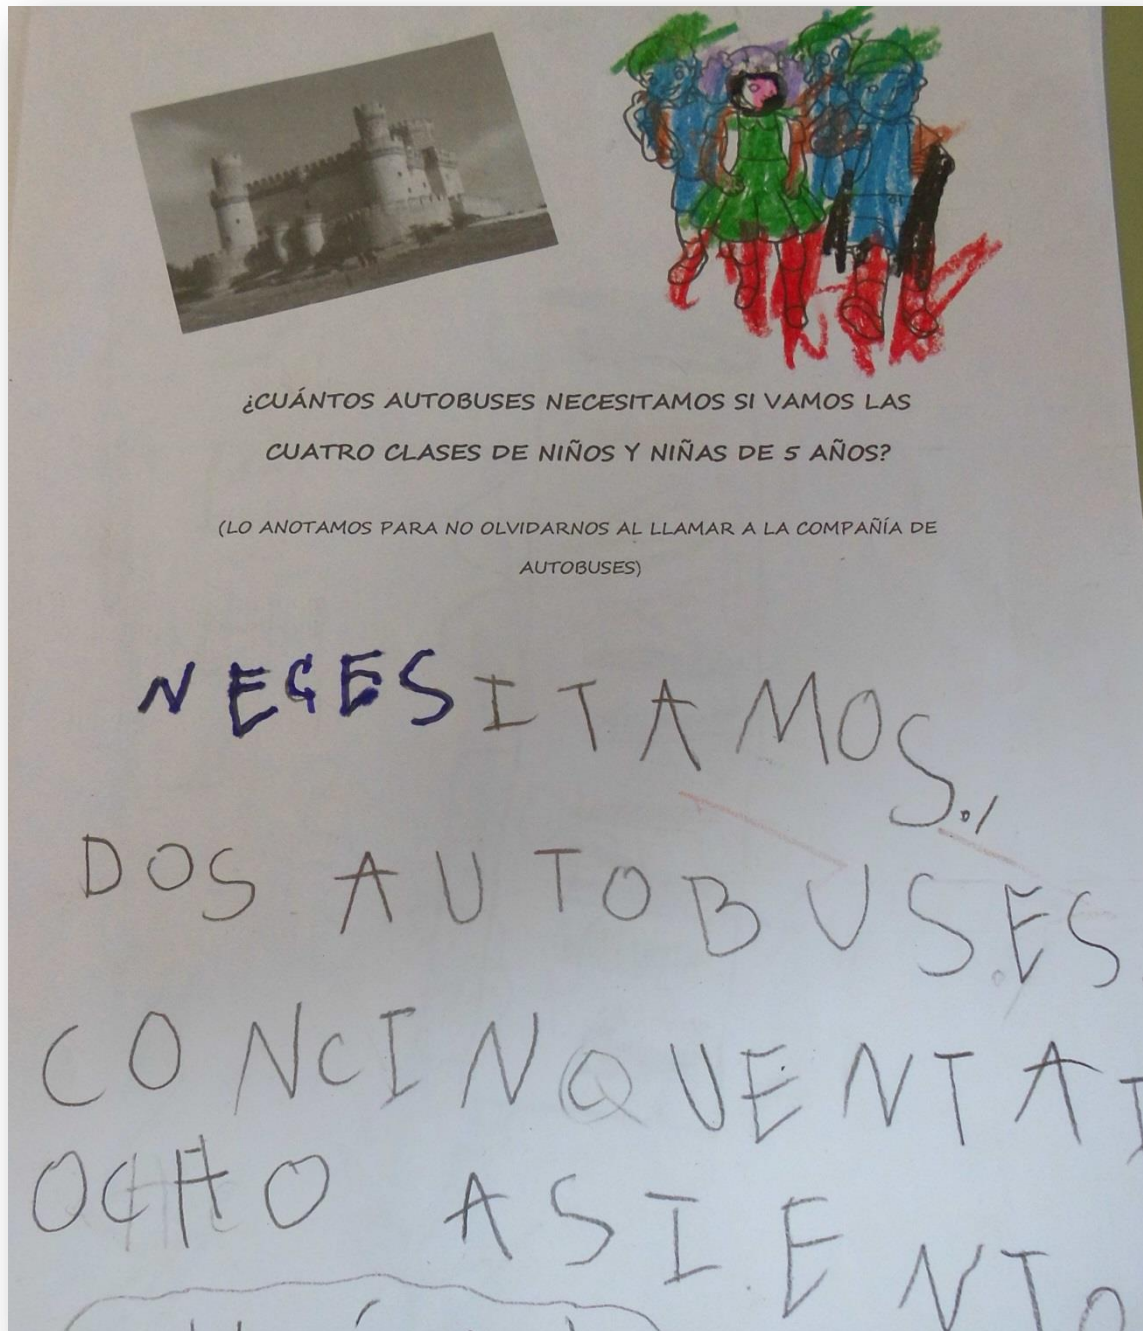 ¿CUÁNTOS AUTOBUSES NECESITAMOS SI VAMOS LAS
CUATRO CLASES DE NIÑOS Y NIÑAS DE 5 AÑOS?
(LO ANOTAMOS PARA NO OLVIDARNOS AL LLAMAR A LA COMPAÑÍA DE
AUTOBUSES)
NECESITAMOS.
DOS AUTOBUSES
CONCINQUENTAI
OCHO ASIENTO